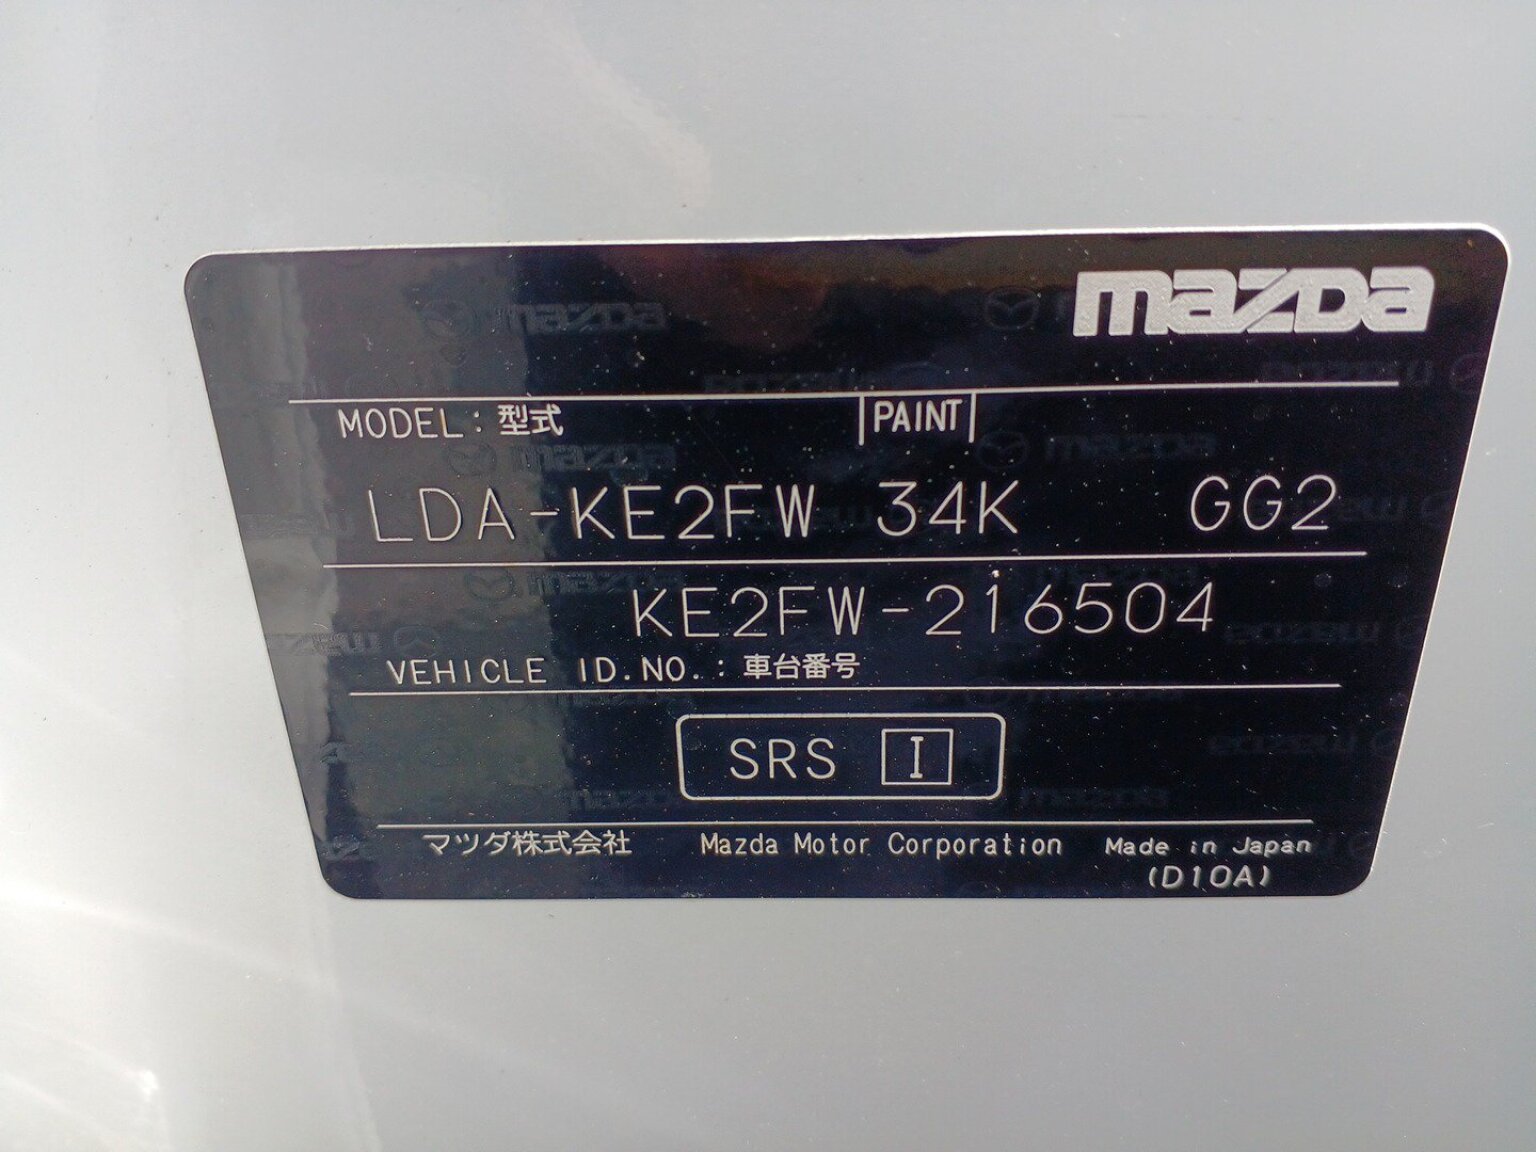 mazda
MODEL: 型式 PAINT
LDA-KE2FW 34K GG2
KE2FW-216504
VEHICLE ID.NO.: 車台番号
SRS I
マツダ株式会社 Mazda Motor Corporation Made in Japan
(D10A)